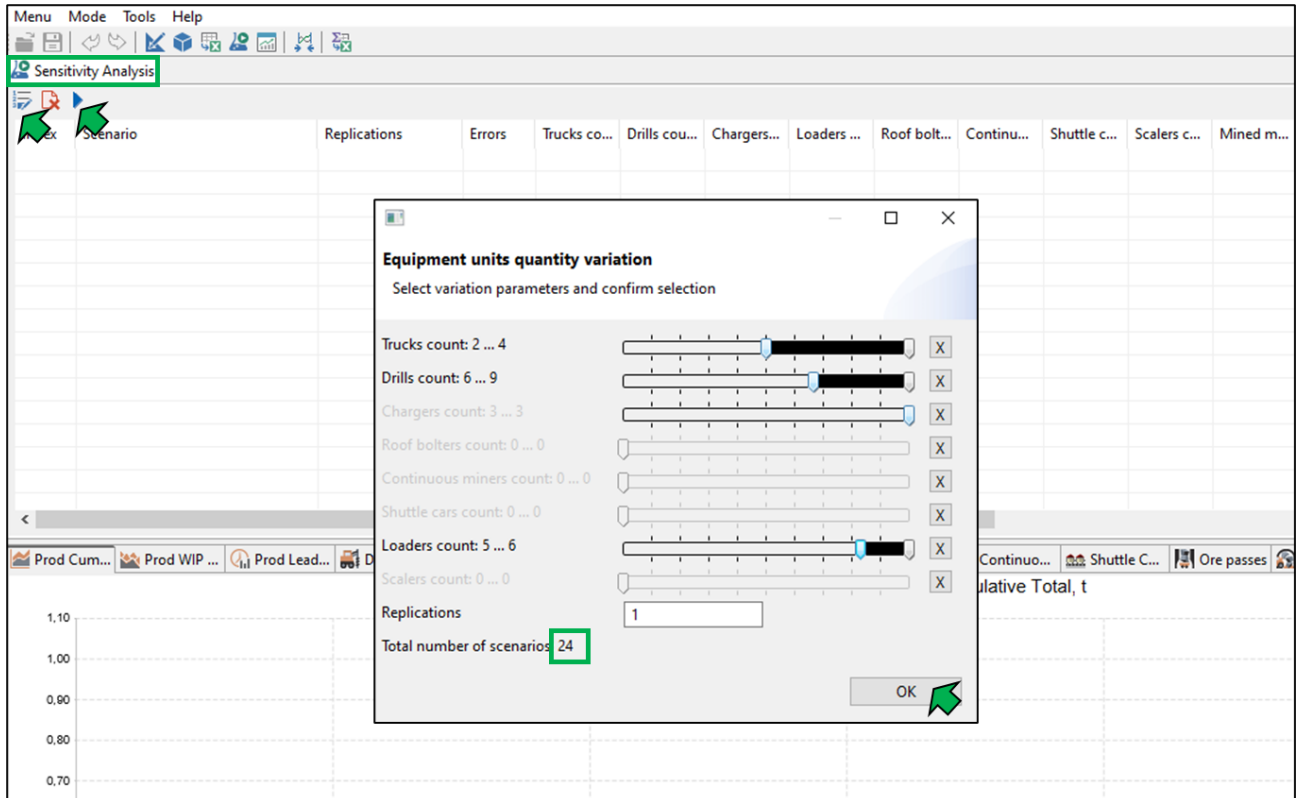 Menu Mode Tools Help
Sensitivity Analysis
Scenario Replications Errors Trucks co... Drills cou... Chargers... Loaders ... Roof bolt... Continu... Shuttle c... Scalers c... Mined m...
Equipment units quantity variation
Select variation parameters and confirm selection
Trucks count: 2 ... 4 X
Drills count: 6 ... 9 X
Chargers count: 3 ... 3 X
Roof bolters count: 0 ... 0 X
Continuous miners count: 0 ... 0 X
Shuttle cars count: 0 ... 0 X
Loaders count: 5 ... 6 X
Scalers count: 0 ... 0 X
Replications 1
Total number of scenarios 24
OK
Prod Cum... Prod WIP ... Prod Lead... D Continuo... Shuttle C... Ore passes
ulative Total, t
1,10
1,00
0,90
0,80
0,70